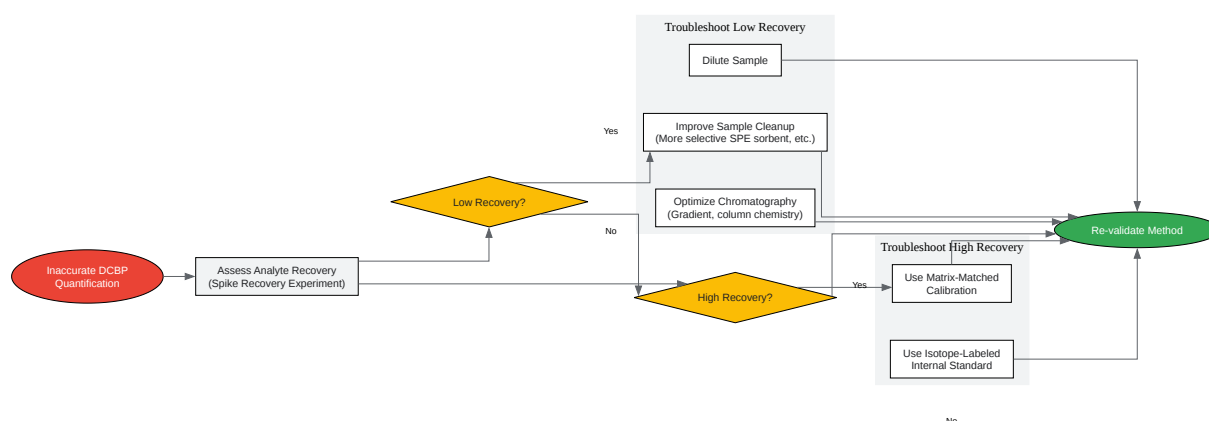 Troubleshoot Low Recovery
Dilute Sample
Improve Sample Cleanup
(More selective SPE sorbent, etc.)
Yes
Optimize Chromatography
(Gradient, column chemistry)
Low Recovery?
No
Re-validate Method
Troubleshoot High Recovery
Inaccurate DCBP
Quantification
Assess Analyte Recovery
(Spike Recovery Experiment)
High Recovery?
Yes
Use Matrix-Matched
Calibration
Use Isotope-Labeled
Internal Standard
No